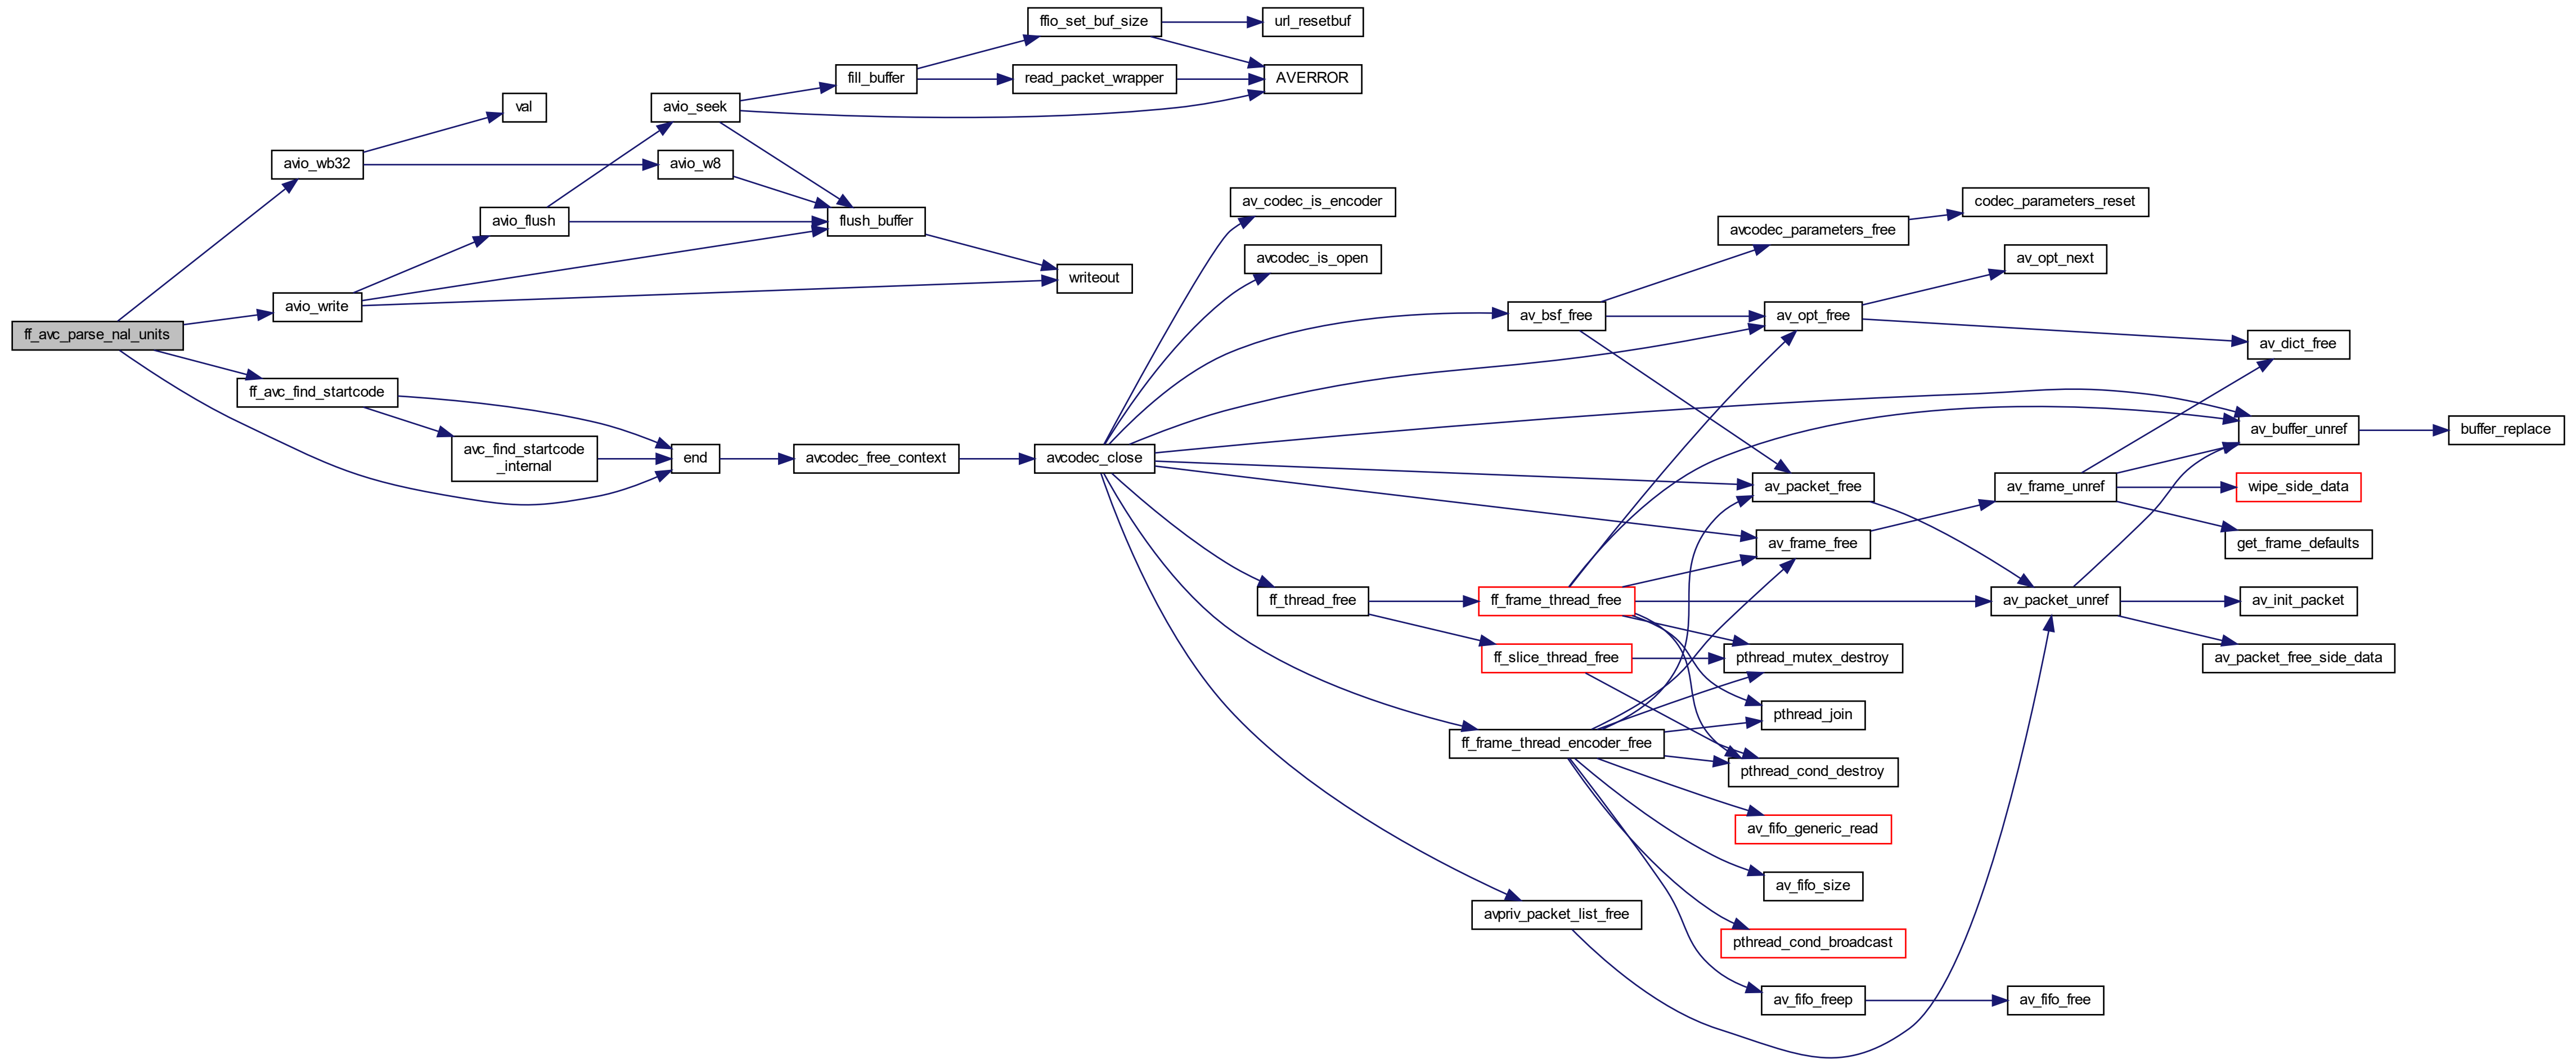 ffio_set_buf_size
url_resetbuf
fill_buffer
read_packet_wrapper
AVERROR
val
avio_seek
avio_wb32
avio_w8
av_codec_is_encoder
codec_parameters_reset
avio_flush
flush_buffer
avcodec_parameters_free
avcodec_is_open
av_opt_next
writeout
avio_write
av_bsf_free
av_opt_free
ff_avc_parse_nal_units
av_dict_free
ff_avc_find_startcode
av_buffer_unref
buffer_replace
avc_find_startcode
_internal
end
avcodec_free_context
avcodec_close
av_packet_free
av_frame_unref
wipe_side_data
av_frame_free
get_frame_defaults
ff_thread_free
ff_frame_thread_free
av_packet_unref
av_init_packet
ff_slice_thread_free
pthread_mutex_destroy
av_packet_free_side_data
pthread_join
ff_frame_thread_encoder_free
pthread_cond_destroy
av_fifo_generic_read
av_fifo_size
avpriv_packet_list_free
pthread_cond_broadcast
av_fifo_freep
av_fifo_free